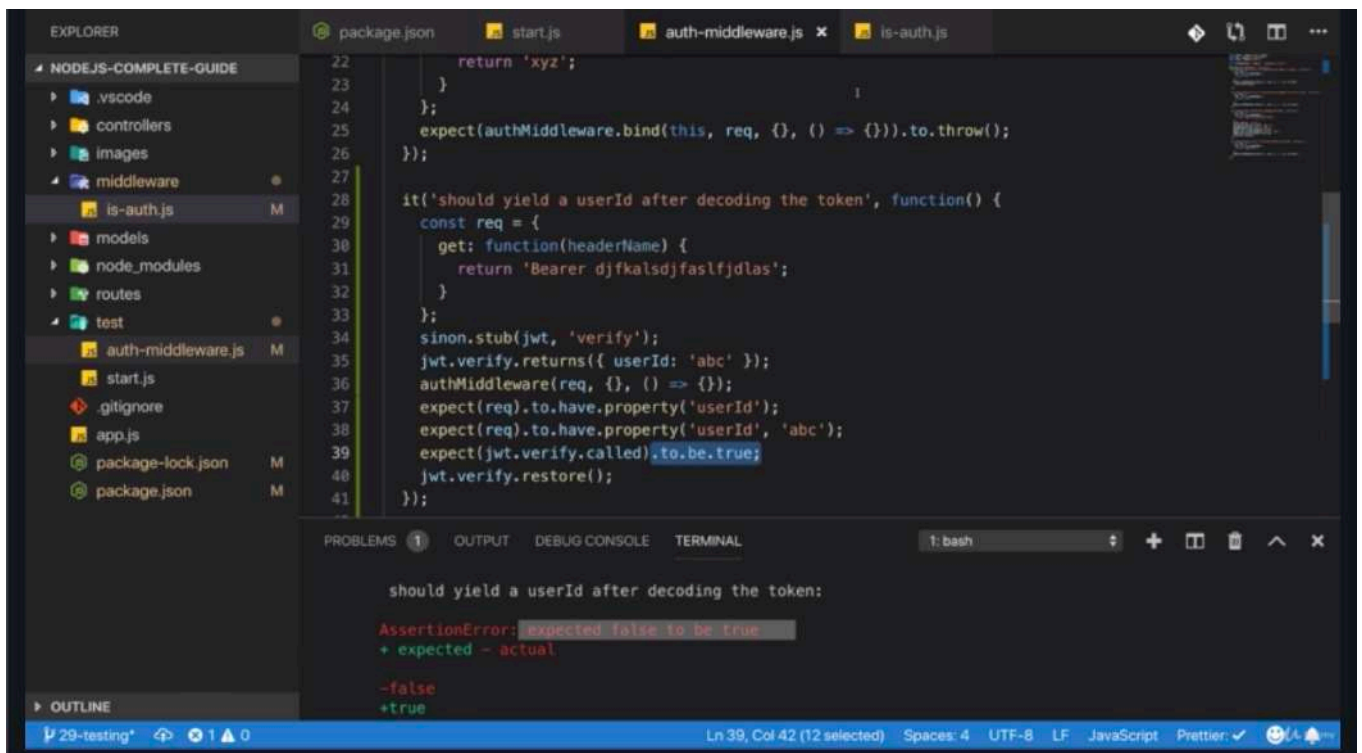 EXPLORER
package.json
start.js
auth-middleware.js ×
is-auth.js
NODEJS-COMPLETE-GUIDE
.vscode
controllers
images
middleware
is-auth.js M
models
node_modules
routes
test
auth-middleware.js M
start.js
.gitignore
app.js
package-lock.json M
package.json M
OUTLINE
22 return 'xyz';
23 }
24 };
25 expect(authMiddleware.bind(this, req, {}, () => {})).to.throw();
26 });
27
28 it('should yield a userId after decoding the token', function() {
29 const req = {
30 get: function(headerName) {
31 return 'Bearer djfkalsdjfaslfjdlas';
32 }
33 };
34 sinon.stub(jwt, 'verify');
35 jwt.verify.returns({ userId: 'abc' });
36 authMiddleware(req, {}, () => {});
37 expect(req).to.have.property('userId');
38 expect(req).to.have.property('userId', 'abc');
39 expect(jwt.verify.called).to.be.true;
40 jwt.verify.restore();
41 });
PROBLEMS 1 OUTPUT DEBUG CONSOLE TERMINAL 1: bash
should yield a userId after decoding the token:
AssertionError: expected false to be true
+ expected - actual
-false
+true
29-testing* 1 0 Ln 39, Col 42 (12 selected) Spaces: 4 UTF-8 LF JavaScript Prettier: ✓